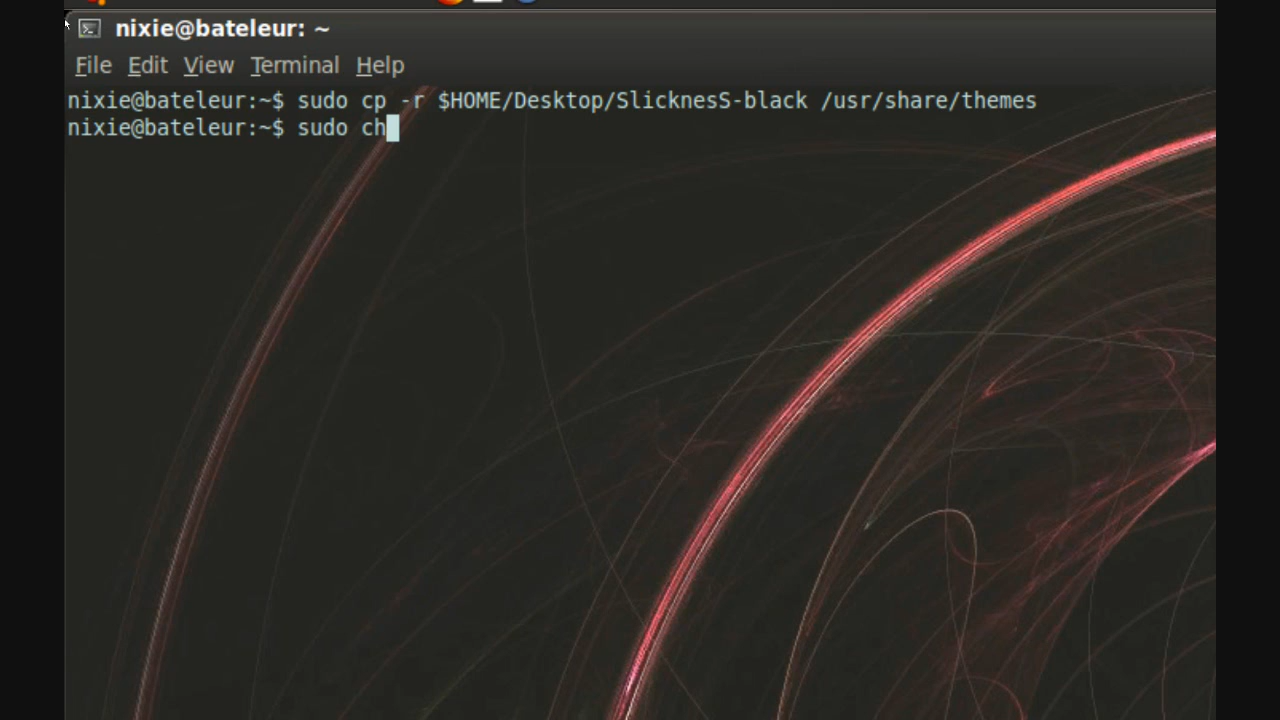 nixie@bateleur: ~
File Edit View Terminal Help
nixie@bateleur:~$ sudo cp -r $HOME/Desktop/SlicknesS-black /usr/share/themes
nixie@bateleur:~$ sudo ch